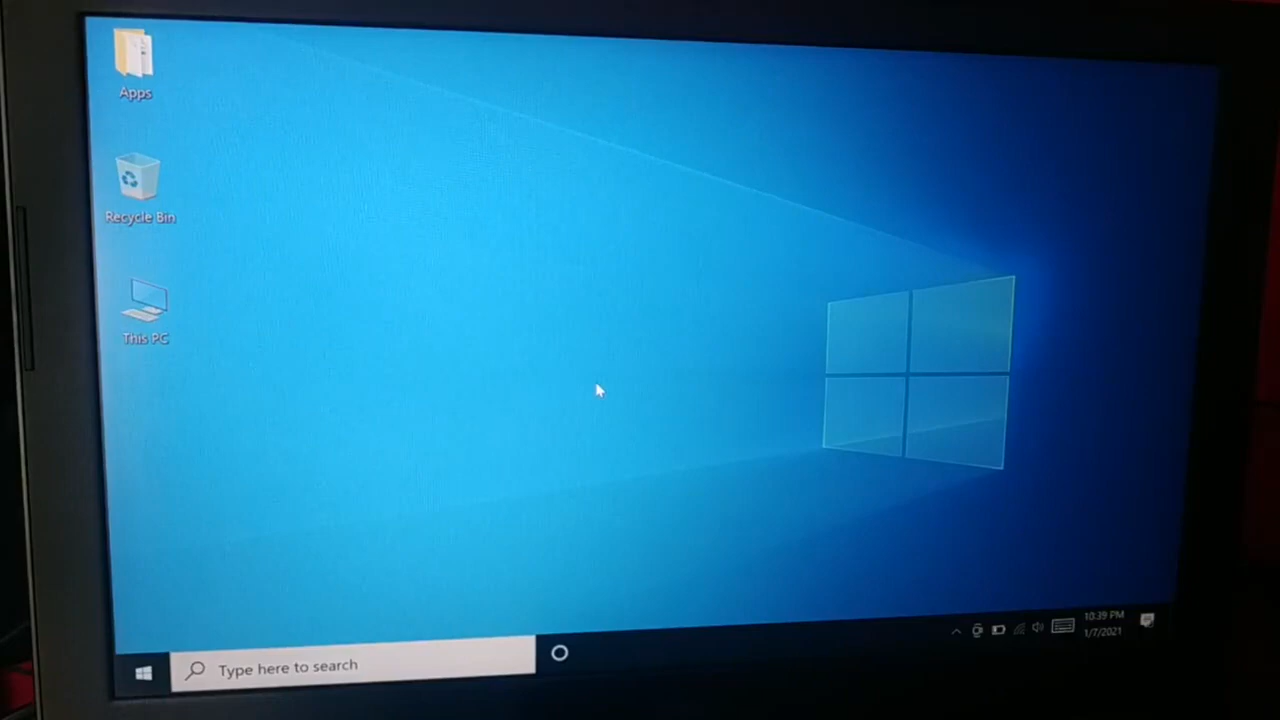 Apps
Recycle Bin
This PC
Type here to search
10:39 PM
1/7/2021